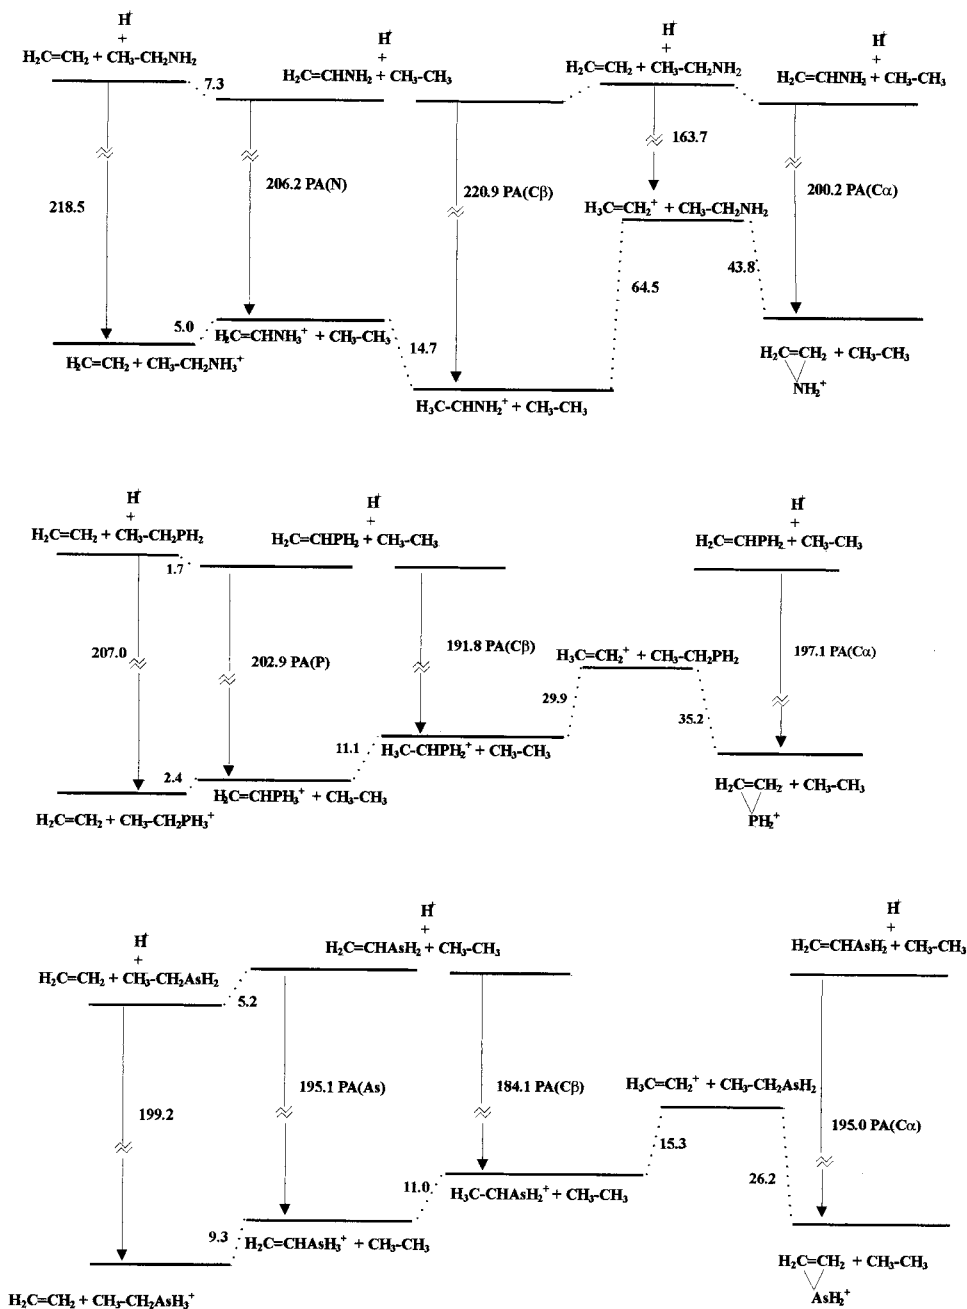 H⁺
+
H₂C=CH₂ + CH₃-CH₂NH₂
H⁺
+
H₂C=CHNH₂ + CH₃-CH₃
H⁺
+
H₂C=CH₂ + CH₃-CH₂NH₂
H⁺
+
H₂C=CHNH₂ + CH₃-CH₃
7.3
218.5
206.2 PA(N)
220.9 PA(Cβ)
163.7
200.2 PA(Cα)
H₃C=CH₂⁺ + CH₃-CH₂NH₂
64.5
43.8
5.0
H₂C=CHNH₃⁺ + CH₃-CH₃
14.7
H₂C=CH₂ + CH₃-CH₂NH₃⁺
H₃C-CHNH₂⁺ + CH₃-CH₃
H₂C=CH₂ + CH₃-CH₃
NH₂⁺
H⁺
+
H₂C=CH₂ + CH₃-CH₂PH₂
H⁺
+
H₂C=CHPH₂ + CH₃-CH₃
H⁺
+
H₂C=CHPH₂ + CH₃-CH₃
1.7
207.0
202.9 PA(P)
191.8 PA(Cβ)
H₃C=CH₂⁺ + CH₃-CH₂PH₂
197.1 PA(Cα)
29.9
35.2
11.1
H₃C-CHPH₂⁺ + CH₃-CH₃
2.4
H₂C=CHPH₃⁺ + CH₃-CH₃
H₂C=CH₂ + CH₃-CH₂PH₃⁺
H₂C=CH₂ + CH₃-CH₃
PH₂⁺
H⁺
+
H₂C=CH₂ + CH₃-CH₂AsH₂
H⁺
+
H₂C=CHAsH₂ + CH₃-CH₃
H⁺
+
H₂C=CHAsH₂ + CH₃-CH₃
5.2
199.2
195.1 PA(As)
184.1 PA(Cβ)
H₃C=CH₂⁺ + CH₃-CH₂AsH₂
195.0 PA(Cα)
15.3
26.2
11.0
H₃C-CHAsH₂⁺ + CH₃-CH₃
9.3
H₂C=CHAsH₃⁺ + CH₃-CH₃
H₂C=CH₂ + CH₃-CH₂AsH₃⁺
H₂C=CH₂ + CH₃-CH₃
AsH₂⁺